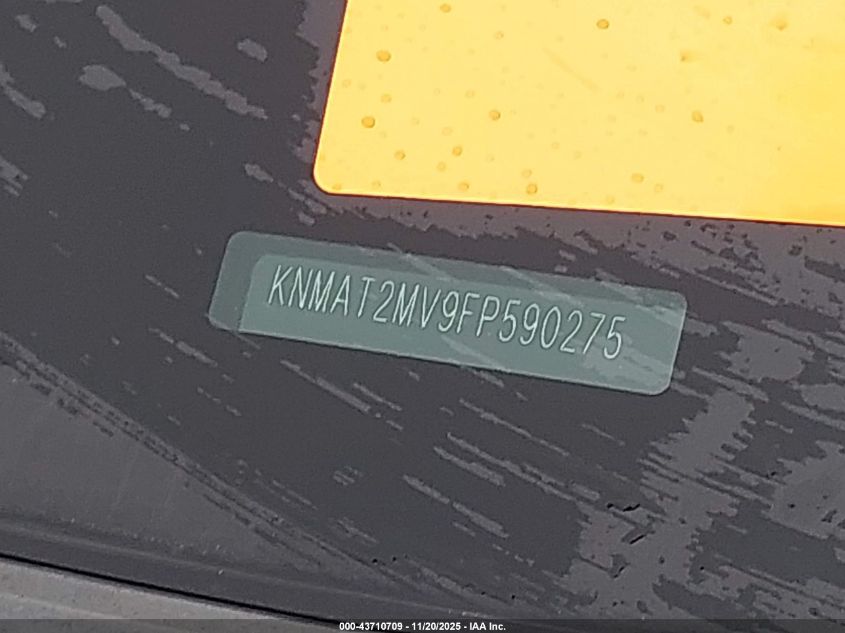 KNMAT2MV9FP590275
000-43710709 - 11/20/2025 - IAA Inc.